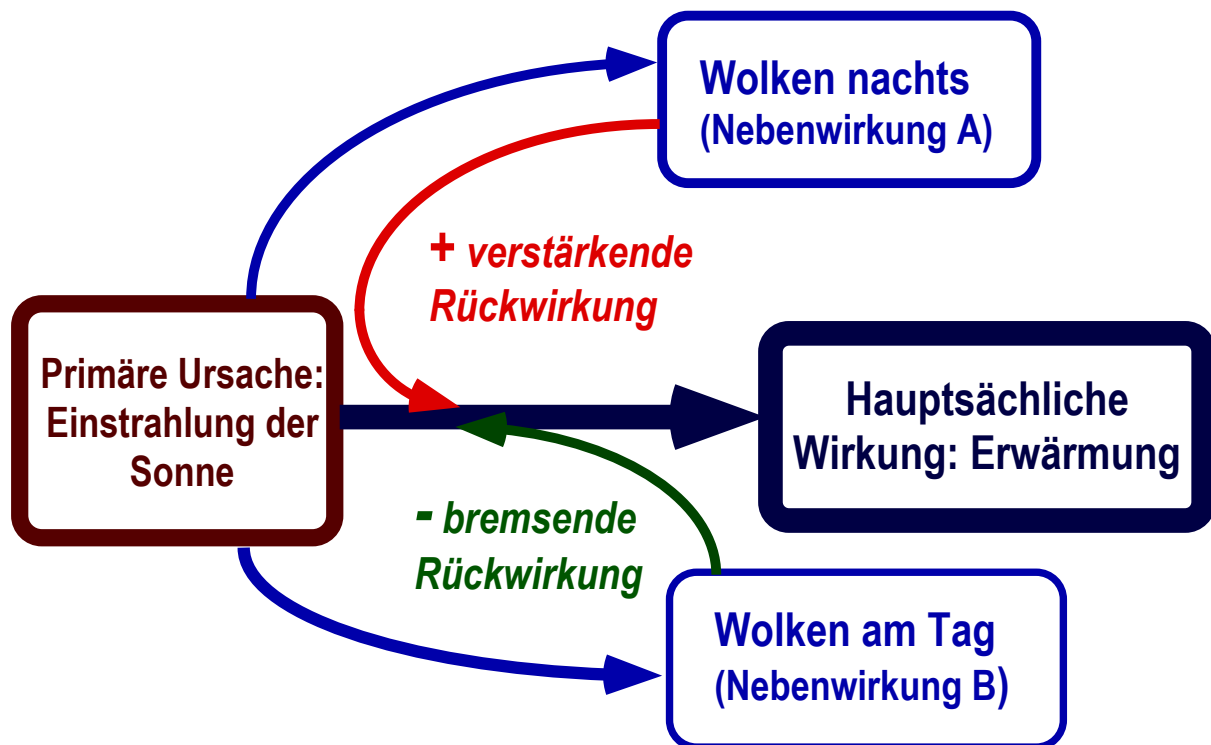 Wolken nachts
(Nebenwirkung A)
+ verstärkende
Rückwirkung
Primäre Ursache:
Einstrahlung der
Sonne
Hauptsächliche
Wirkung: Erwärmung
- bremsende
Rückwirkung
Wolken am Tag
(Nebenwirkung B)